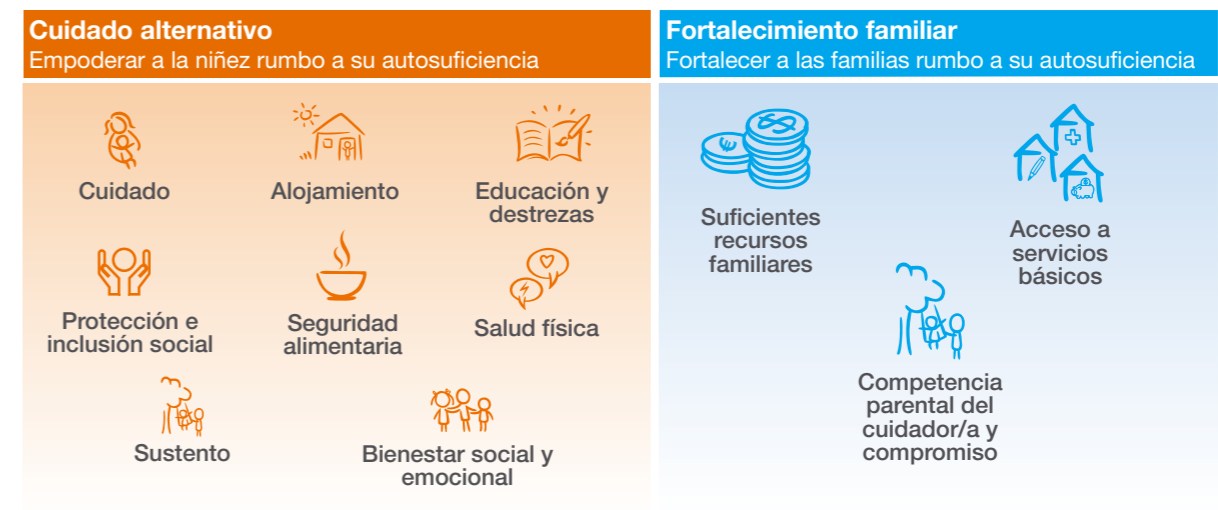 Cuidado alternativo
Empoderar a la niñez rumbo a su autosuficiencia
Cuidado
Alojamiento
Educación y
destrezas
Protección e
inclusión social
Seguridad
alimentaria
Salud física
Sustento
Bienestar social y
emocional
Fortalecimiento familiar
Fortalecer a las familias rumbo a su autosuficiencia
Suficientes
recursos
familiares
Acceso a
servicios
básicos
Competencia
parental del
cuidador/a y
compromiso